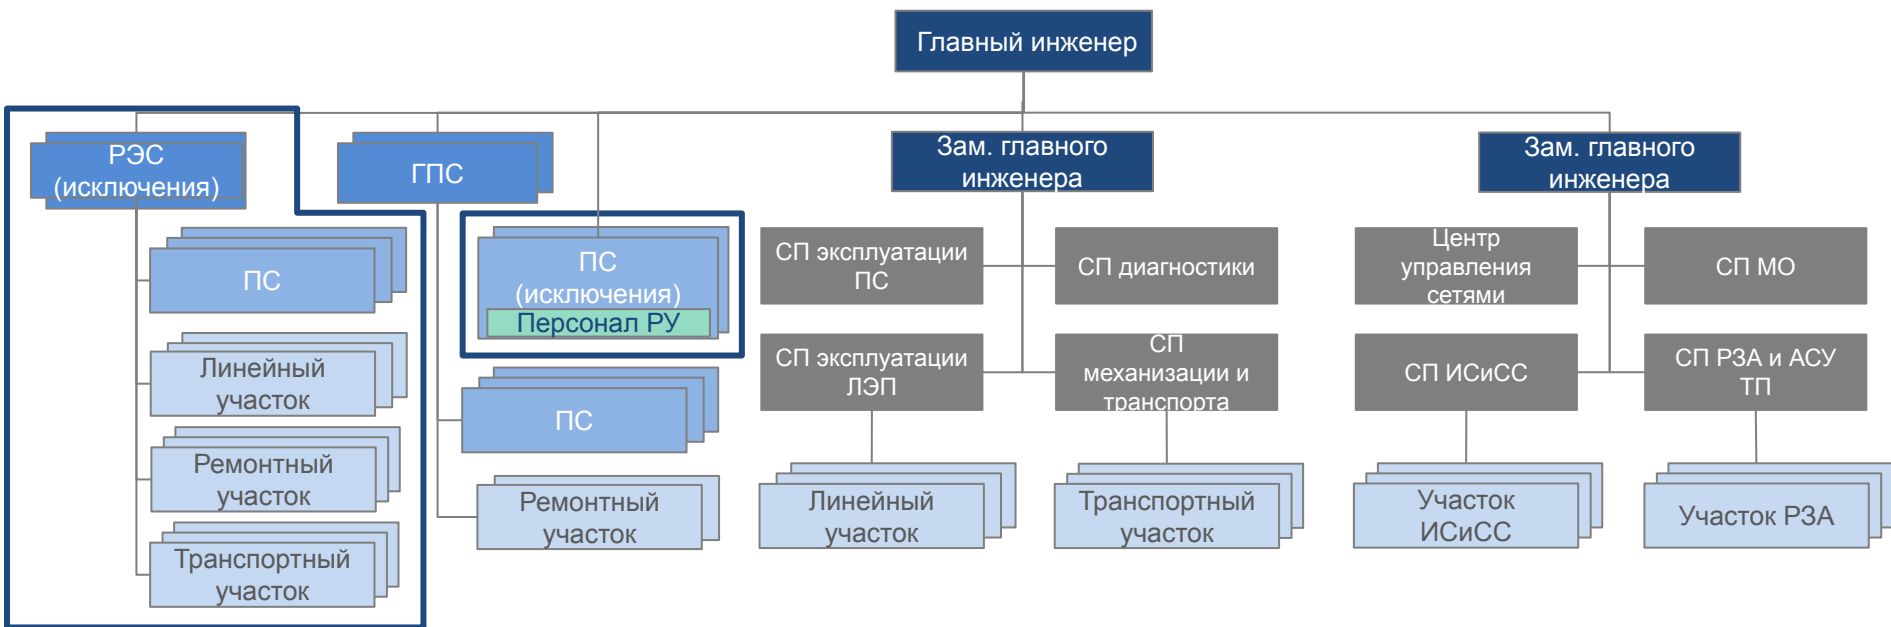 Главный инженер
РЭС
(исключения)
ПС
Линейный
участок
Ремонтный
участок
Транспортный
участок
ГПС
ПС
(исключения)
Персонал РУ
ПС
Ремонтный
участок
Зам. главного
инженера
СП эксплуатации
ПС
СП диагностики
СП эксплуатации
ЛЭП
СП
механизации и
транспорта
Линейный
участок
Транспортный
участок
Зам. главного
инженера
Центр
управления
сетями
СП МО
СП ИСиСС
СП РЗА и АСУ
ТП
Участок
ИСиСС
Участок РЗА